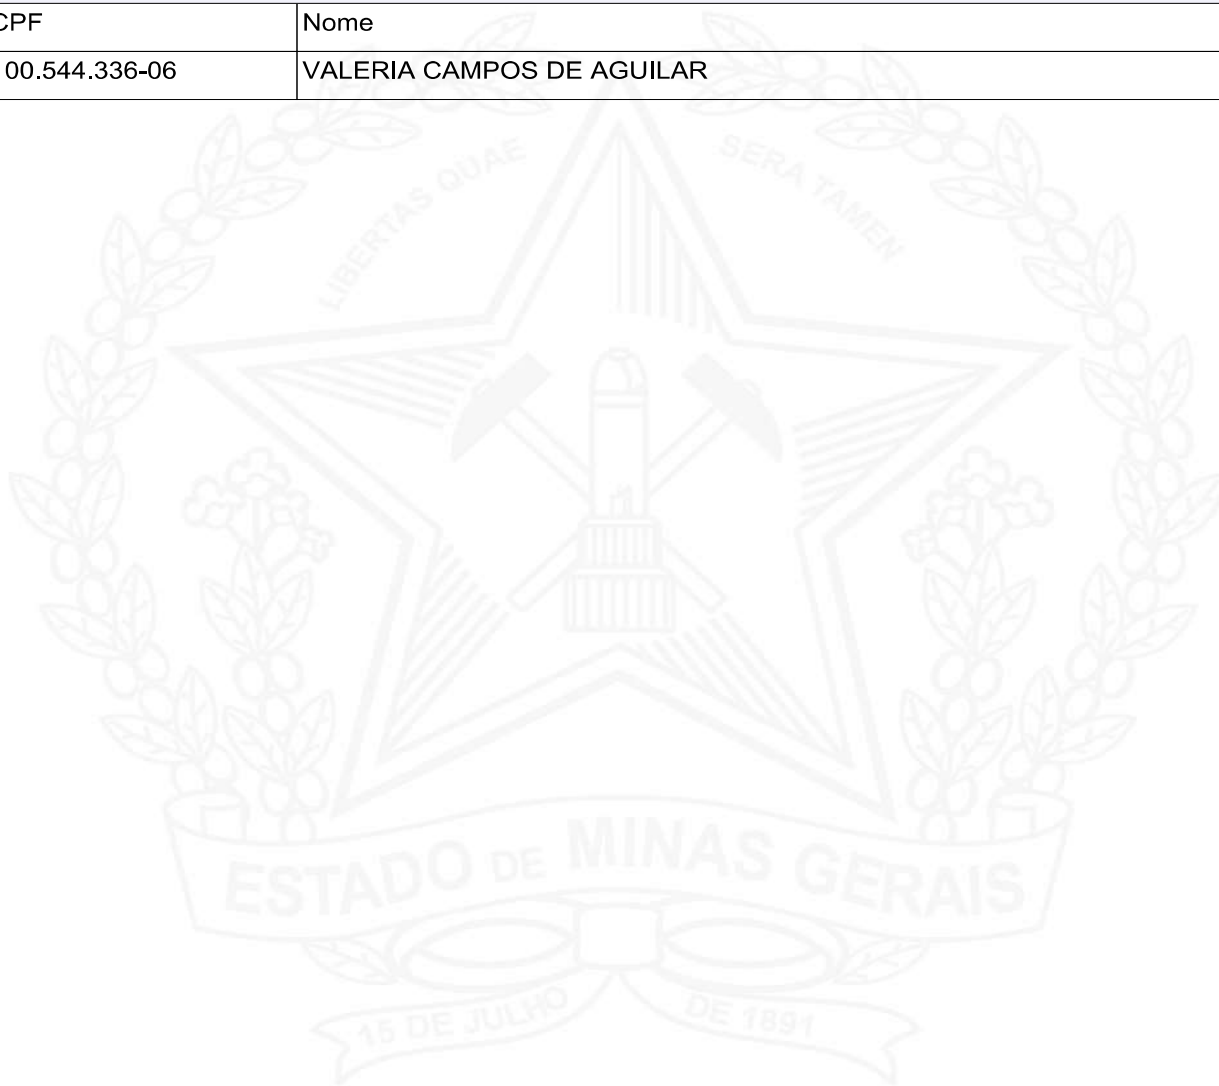 CPF Nome
00.544.336-06 VALERIA CAMPOS DE AGUILAR
LIBERTAS QUAE SERA TAMEN
ESTADO DE MINAS GERAIS
15 DE JULHO DE 1891